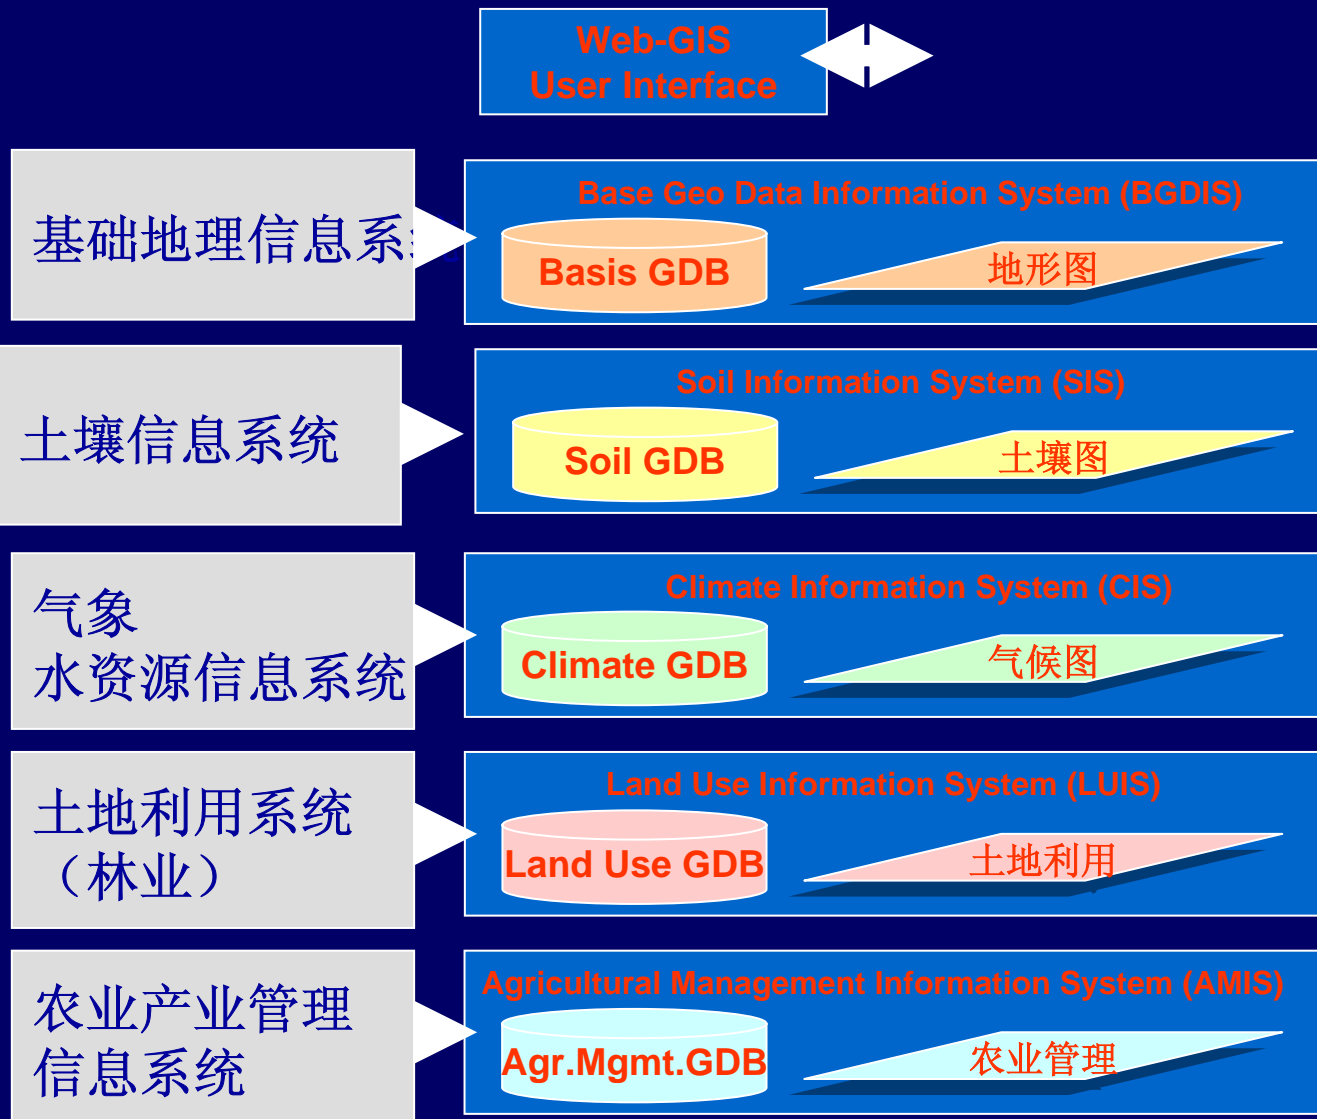 Web-GIS
User Interface
基础地理信息系统
Base Geo Data Information System (BGDIS)
Basis GDB
地形图
土壤信息系统
Soil Information System (SIS)
Soil GDB
土壤图
气象
水资源信息系统
Climate Information System (CIS)
Climate GDB
气候图
土地利用系统
（林业）
Land Use Information System (LUIS)
Land Use GDB
土地利用
农业产业管理
信息系统
Agricultural Management Information System (AMIS)
Agr.Mgmt.GDB
农业管理